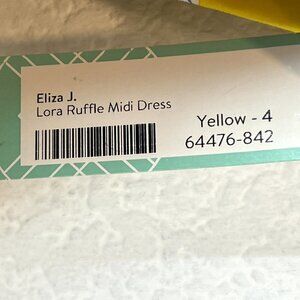 Eliza J.
Lora Ruffle Midi Dress
Yellow - 4
64476-842